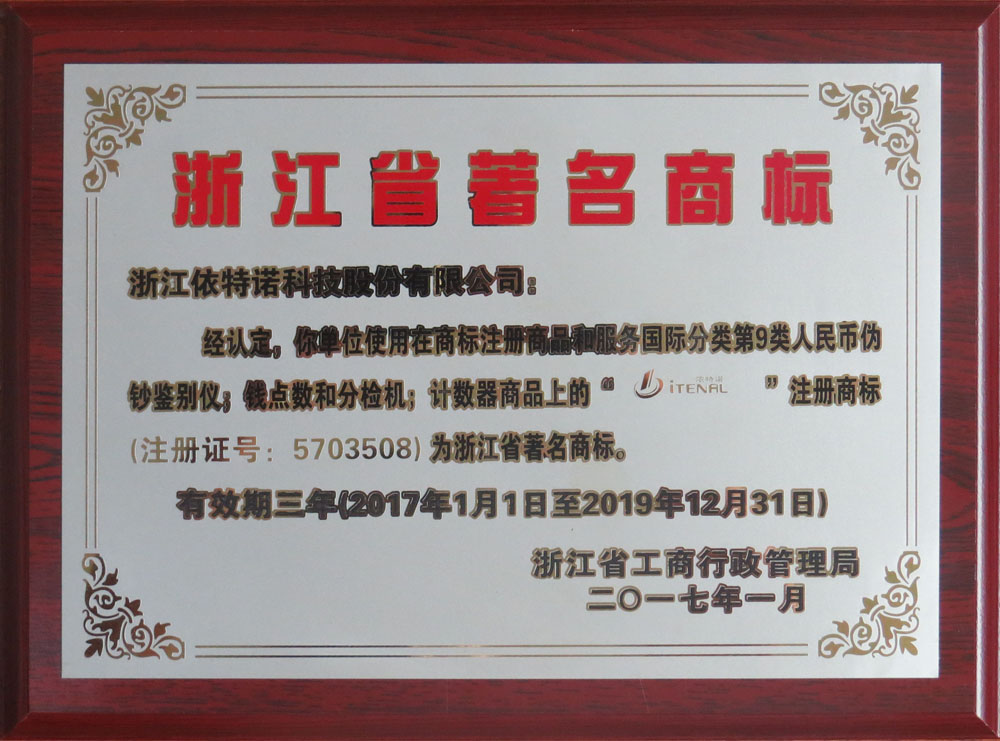 浙江省著名商标
浙江依特诺科技股份有限公司：
经认定，你单位使用在商标注册商品和服务国际分类第9类人民币伪
钞鉴别仪；钱点数和分检机；计数器商品上的“ 依特诺 iTENAL ”注册商标
(注册证号：5703508)为浙江省著名商标。
有效期三年(2017年1月1日至2019年12月31日)
浙江省工商行政管理局
二〇一七年一月